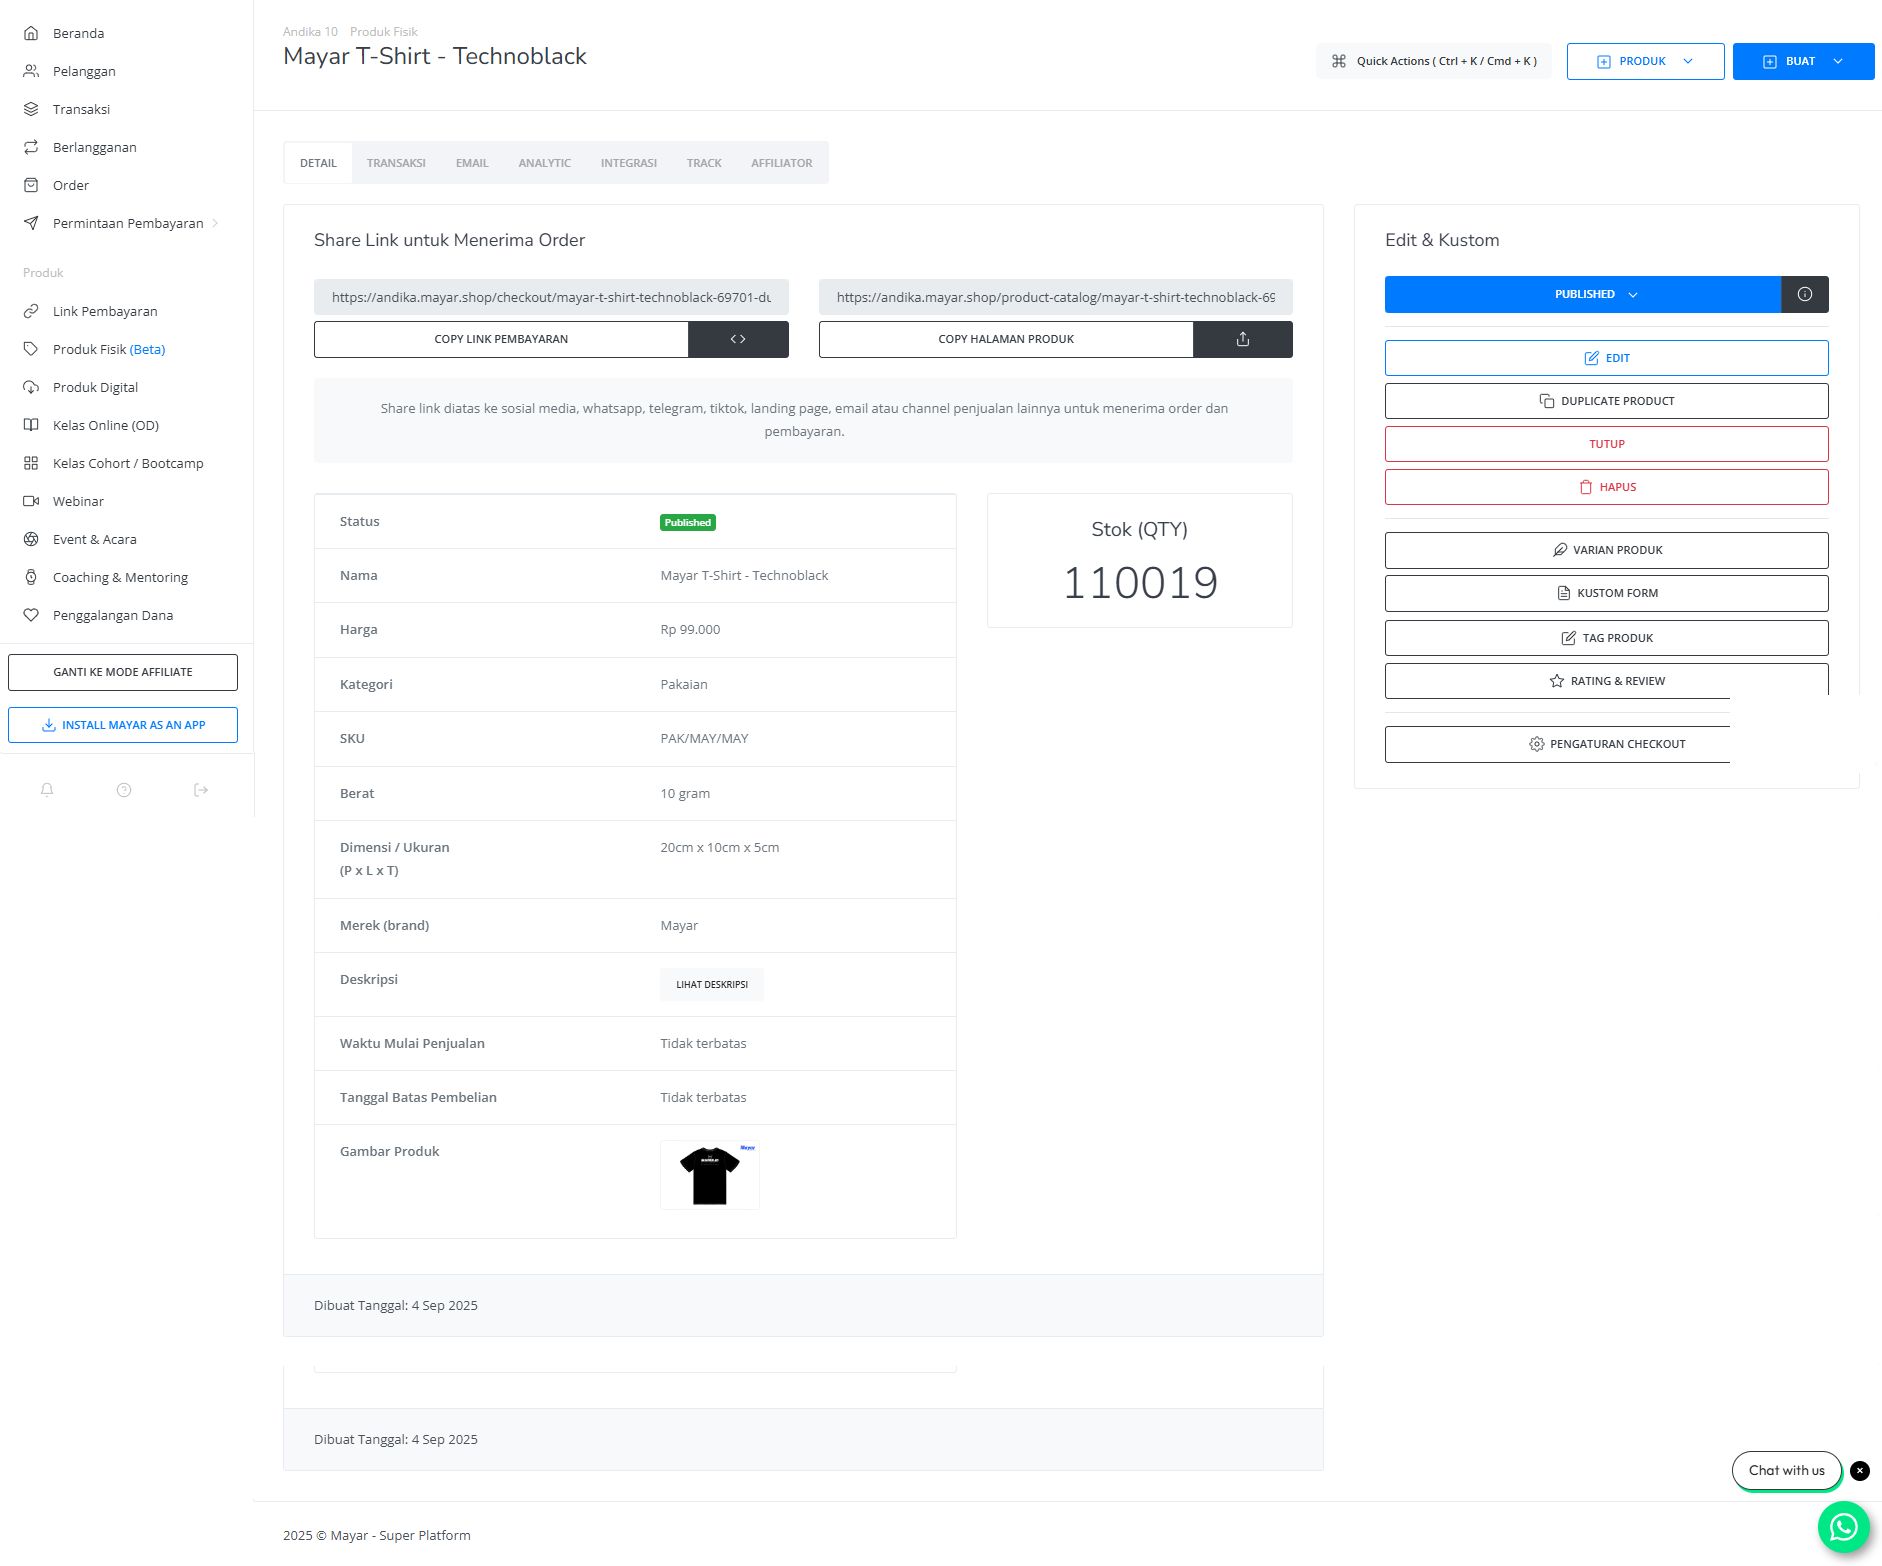 Beranda
Pelanggan
Transaksi
Berlangganan
Order
Permintaan Pembayaran
Produk
Link Pembayaran
Produk Fisik (Beta)
Produk Digital
Kelas Online (OD)
Kelas Cohort / Bootcamp
Webinar
Event & Acara
Coaching & Mentoring
Penggalangan Dana
GANTI KE MODE AFFILIATE
INSTALL MAYAR AS AN APP
Andika 10 Produk Fisik
Mayar T-Shirt - Technoblack
Quick Actions ( Ctrl + K / Cmd + K )
PRODUK
BUAT
DETAIL TRANSAKSI EMAIL ANALYTIC INTEGRASI TRACK AFFILIATOR
Share Link untuk Menerima Order
https://andika.mayar.shop/checkout/mayar-t-shirt-technoblack-69701-du
COPY LINK PEMBAYARAN
https://andika.mayar.shop/product-catalog/mayar-t-shirt-technoblack-69
COPY HALAMAN PRODUK
Share link diatas ke sosial media, whatsapp, telegram, tiktok, landing page, email atau channel penjualan lainnya untuk menerima order dan
pembayaran.
Status Published
Nama Mayar T-Shirt - Technoblack
Harga Rp 99.000
Kategori Pakaian
SKU PAK/MAY/MAY
Berat 10 gram
Dimensi / Ukuran 20cm x 10cm x 5cm
(P x L x T)
Merek (brand) Mayar
Deskripsi LIHAT DESKRIPSI
Waktu Mulai Penjualan Tidak terbatas
Tanggal Batas Pembelian Tidak terbatas
Gambar Produk
Mayar
Stok (QTY)
110019
Dibuat Tanggal: 4 Sep 2025
Dibuat Tanggal: 4 Sep 2025
Edit & Kustom
PUBLISHED
EDIT
DUPLICATE PRODUCT
TUTUP
HAPUS
VARIAN PRODUK
KUSTOM FORM
TAG PRODUK
RATING & REVIEW
PENGATURAN CHECKOUT
Chat with us
2025 © Mayar - Super Platform